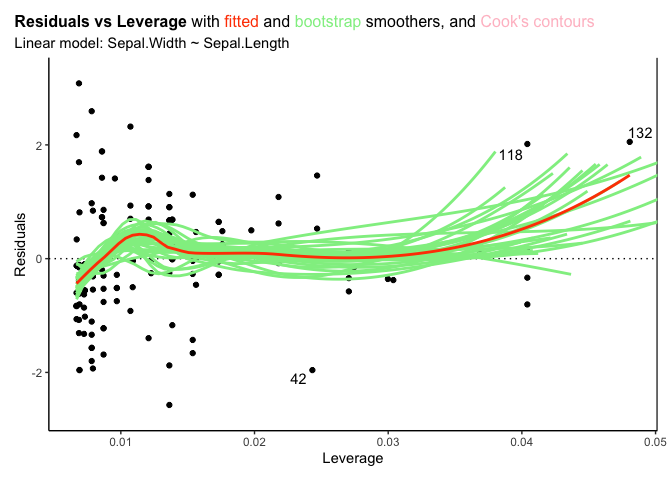 Residuals vs Leverage with fitted and bootstrap smoothers, and Cook's contours
Linear model: Sepal.Width ~ Sepal.Length
132
118
2
0
Residuals
-2
42
0.01 0.02 0.03 0.04 0.05
Leverage